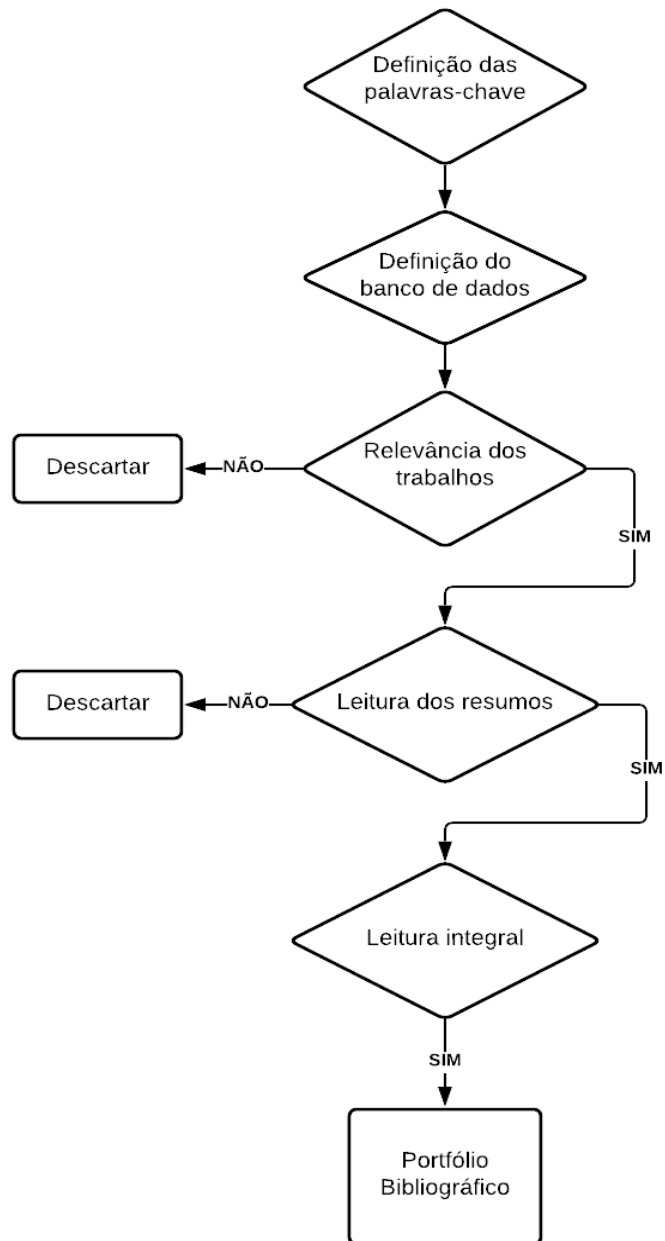 Definição das
palavras-chave
Definição do
banco de dados
Relevância dos
trabalhos
NÃO
Descartar
SIM
Leitura dos resumos
NÃO
Descartar
SIM
Leitura integral
SIM
Portfólio
Bibliográfico